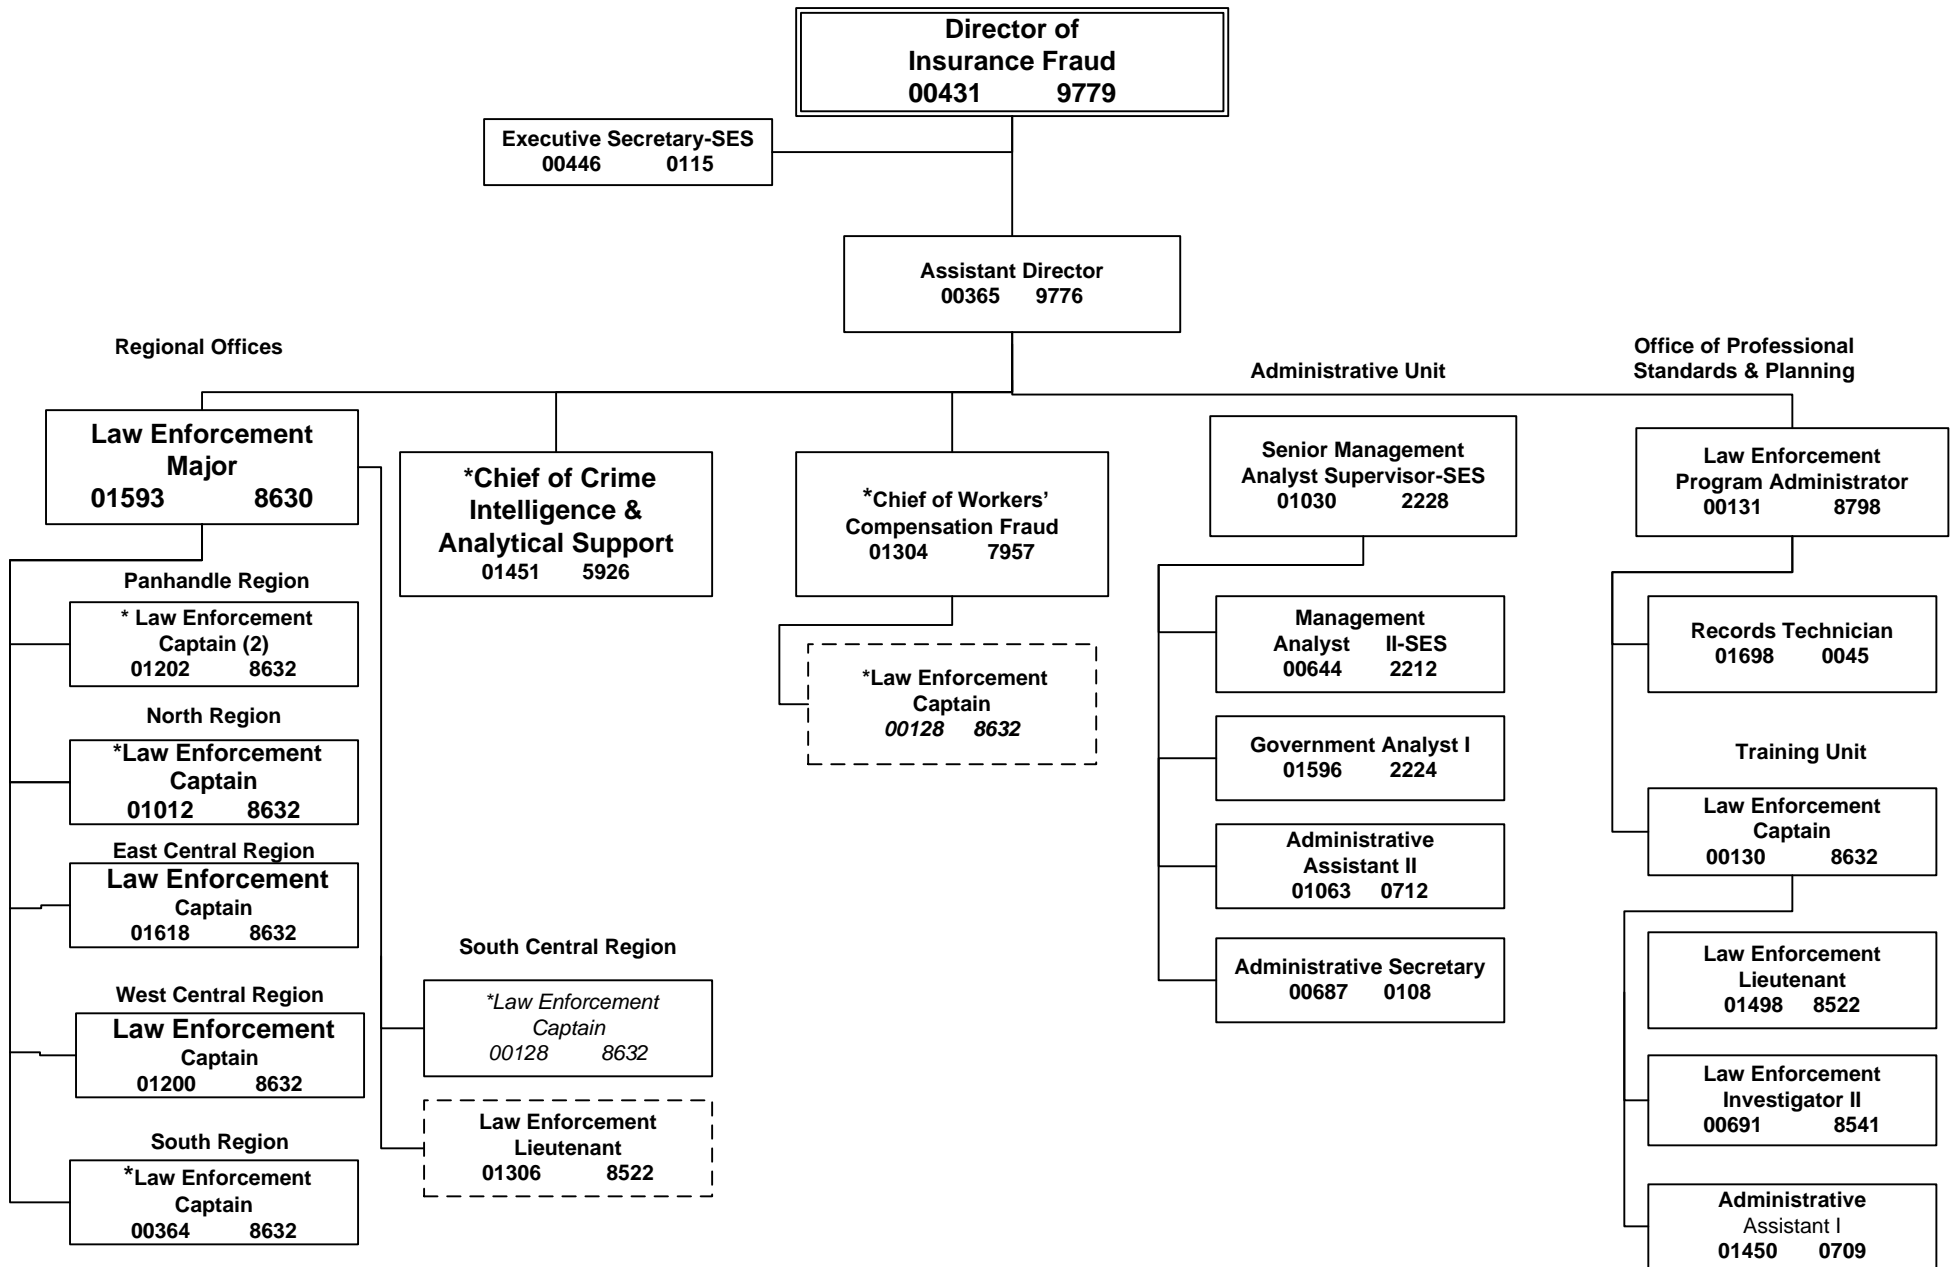 Director of
Insurance Fraud
00431 9779
Executive Secretary-SES
00446 0115
Assistant Director
00365 9776
Regional Offices
Law Enforcement
Major
01593 8630
Panhandle Region
* Law Enforcement
Captain (2)
01202 8632
North Region
*Law Enforcement
Captain
01012 8632
East Central Region
Law Enforcement
Captain
01618 8632
West Central Region
Law Enforcement
Captain
01200 8632
South Region
*Law Enforcement
Captain
00364 8632
South Central Region
*Law Enforcement
Captain
00128 8632
Law Enforcement
Lieutenant
01306 8522
*Chief of Crime
Intelligence &
Analytical Support
01451 5926
*Chief of Workers’
Compensation Fraud
01304 7957
*Law Enforcement
Captain
00128 8632
Administrative Unit
Senior Management
Analyst Supervisor-SES
01030 2228
Management
Analyst II-SES
00644 2212
Government Analyst I
01596 2224
Administrative
Assistant II
01063 0712
Administrative Secretary
00687 0108
Office of Professional
Standards & Planning
Law Enforcement
Program Administrator
00131 8798
Records Technician
01698 0045
Training Unit
Law Enforcement
Captain
00130 8632
Law Enforcement
Lieutenant
01498 8522
Law Enforcement
Investigator II
00691 8541
Administrative
Assistant I
01450 0709